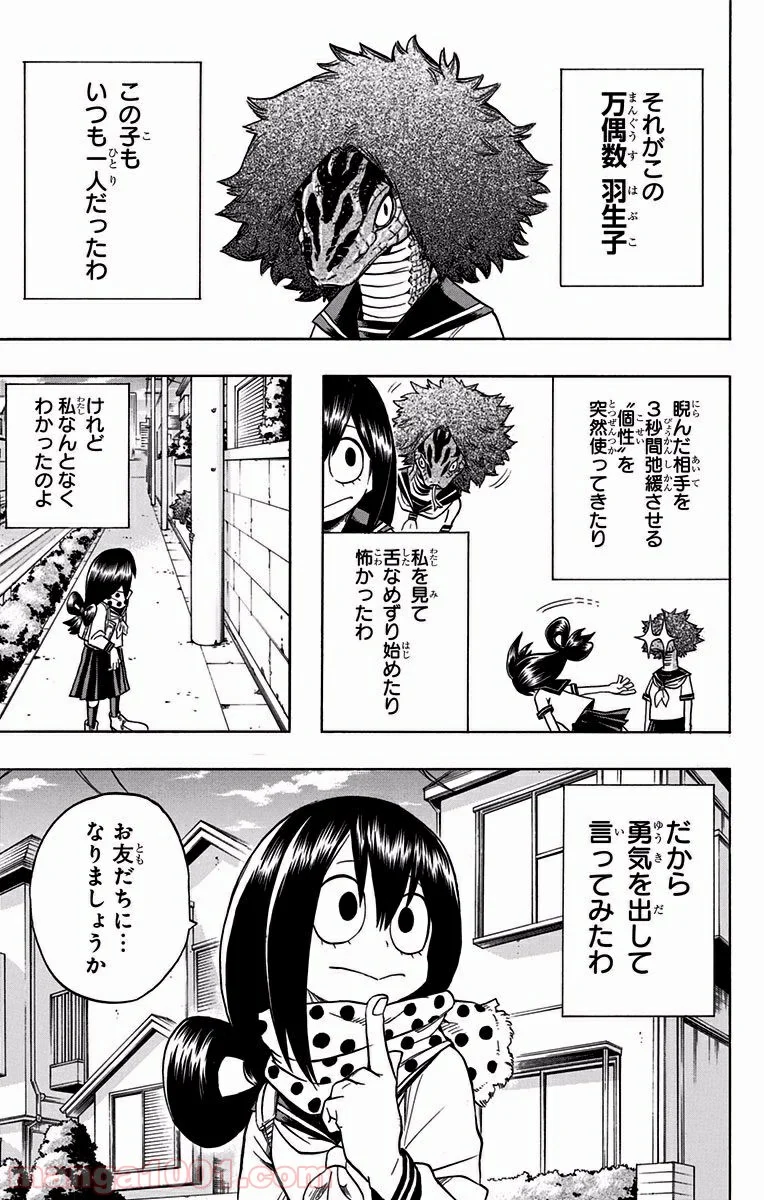 それがこの
万偶数 羽生子
この子も
いつも一人だったわ
睨んだ相手を
3秒間弛緩させる
〝個性〟を
突然使ってきたり
私を見て
舌なめずり始めたり
怖かったわ
けれど
私なんとなく
わかったのよ
だから
勇気を出して
言ってみたわ
お友だちに…
なりましょうか
manga1001.com